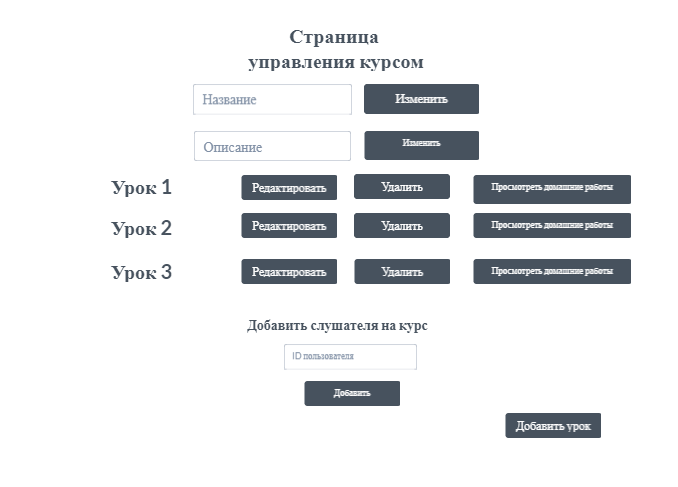 Страница
управления курсом
Название Изменить
Описание Изменить
Урок 1 Редактировать Удалить Просмотреть домашние работы
Урок 2 Редактировать Удалить Просмотреть домашние работы
Урок 3 Редактировать Удалить Просмотреть домашние работы
Добавить слушателя на курс
ID пользователя
Добавить
Добавить урок